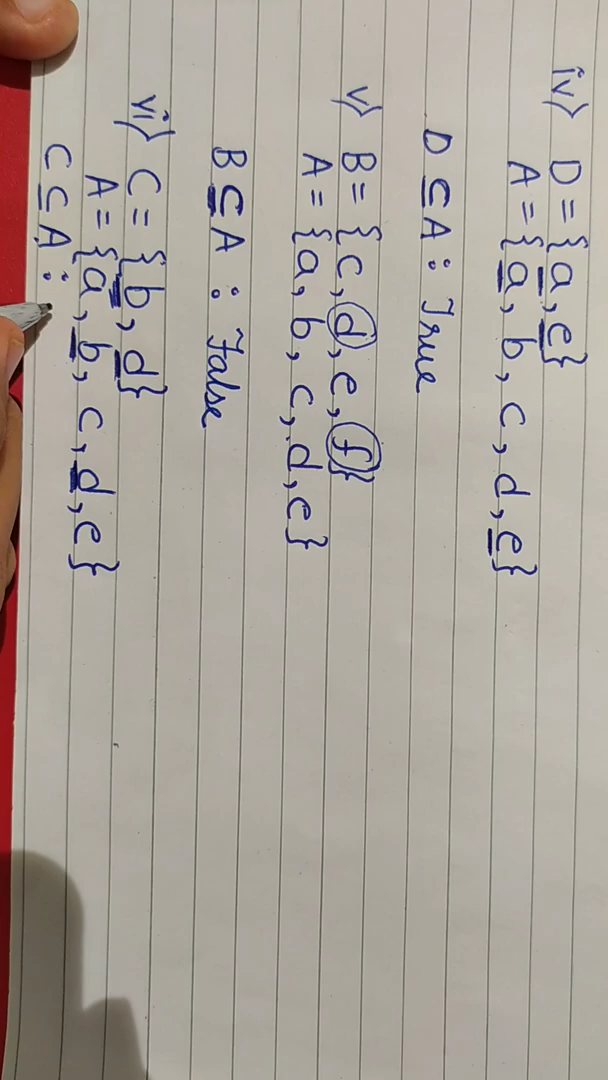 iv) D = {a, e}
A = {a, b, c, d, e}
D ⊆ A : True
v) B = {c, d, e, f}
A = {a, b, c, d, e}
B ⊆ A : False
vi) C = {b, d}
A = {a, b, c, d, e}
C ⊆ A :